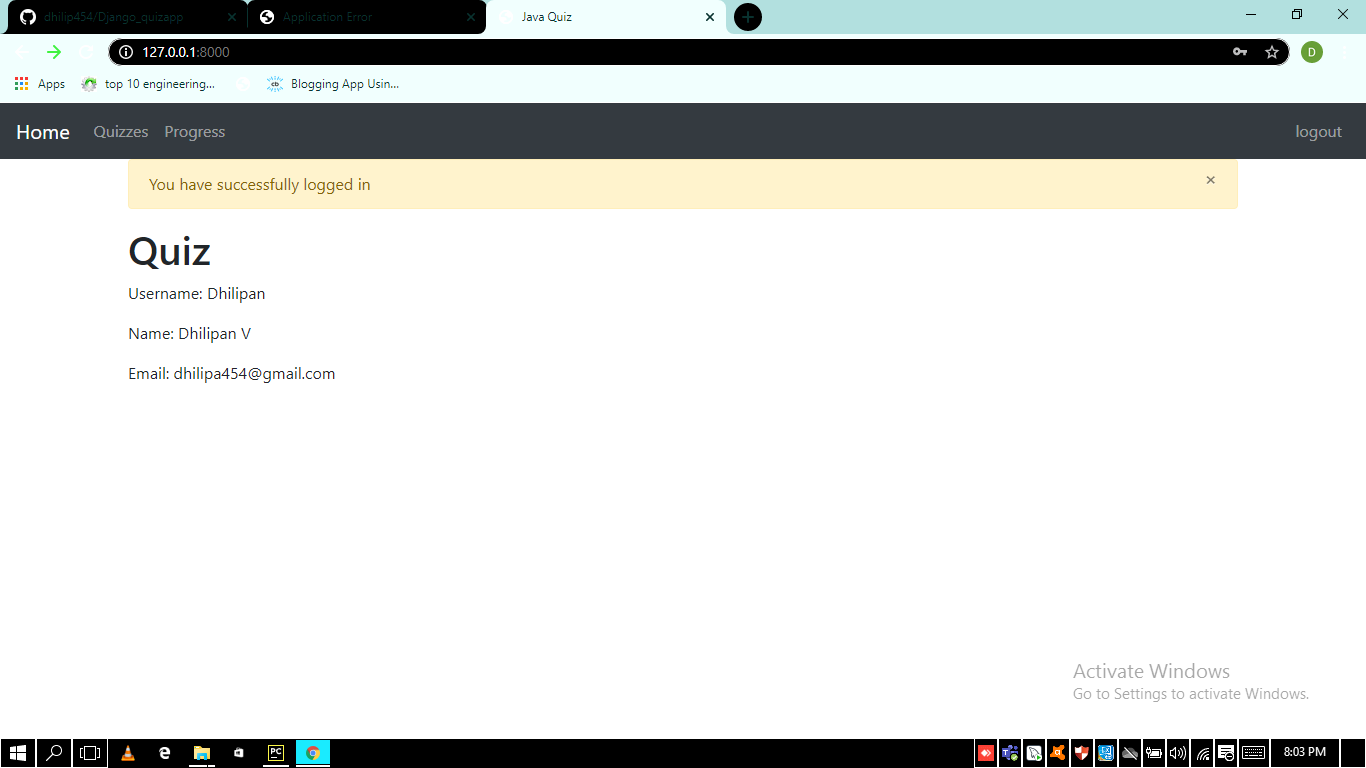 dhilip454/Django_quizapp
Application Error
Java Quiz
127.0.0.1:8000
D
Apps
top 10 engineering...
Blogging App Usin...
Home
Quizzes
Progress
logout
You have successfully logged in
×
Quiz
Username: Dhilipan
Name: Dhilipan V
Email: dhilipa454@gmail.com
Activate Windows
Go to Settings to activate Windows.
PC
8:03 PM